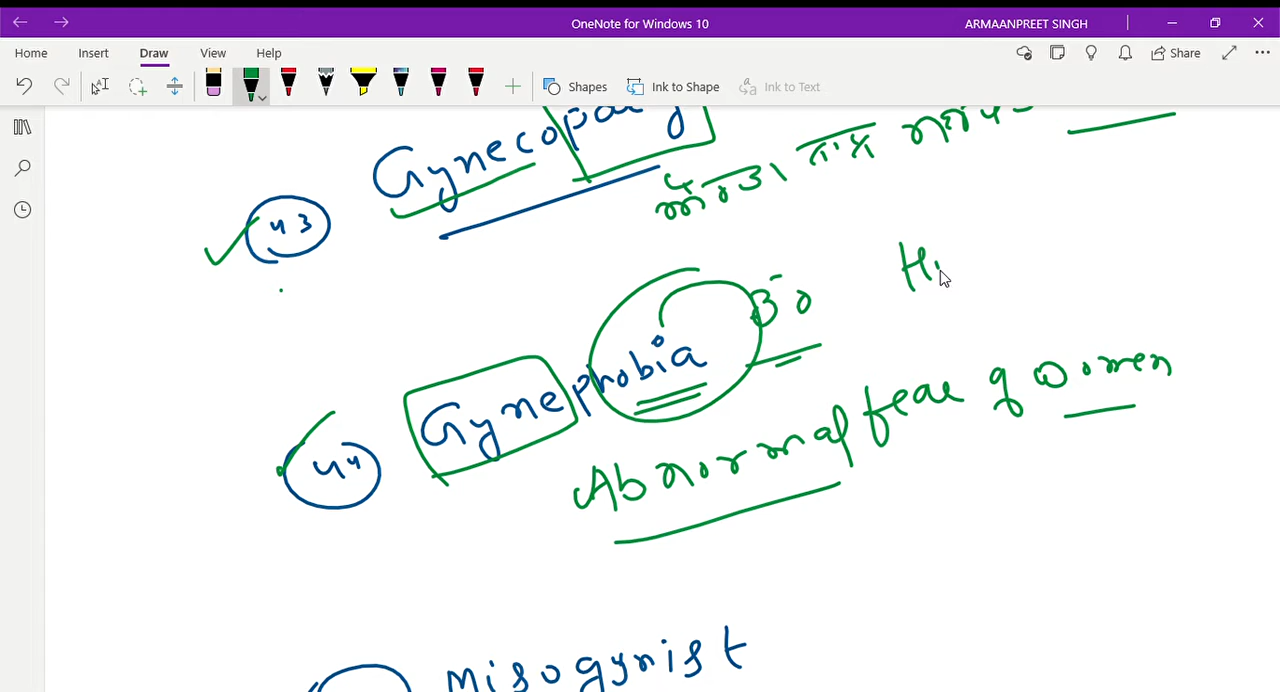 OneNote for Windows 10
ARMAANPREET SINGH
Home Insert Draw View Help
Share
Shapes Ink to Shape Ink to Text
43
44
Gynephobia
Abnormal fear of women
Misogynist